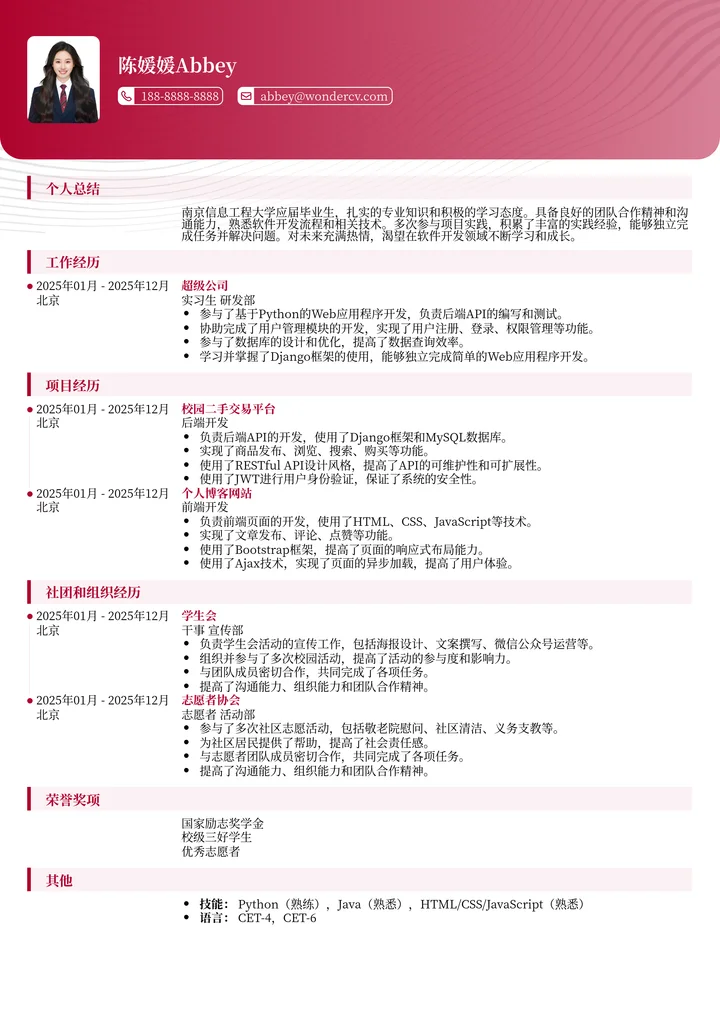 陈媛媛Abbey
188-8888-8888 abbey@wondercv.com
个人总结
南京信息工程大学应届毕业生，扎实的专业知识和积极的学习态度。具备良好的团队合作精神和沟
通能力，熟悉软件开发流程和相关技术。多次参与项目实践，积累了丰富的实践经验，能够独立完
成任务并解决问题。对未来充满热情，渴望在软件开发领域不断学习和成长。
工作经历
2025年01月 - 2025年12月 超级公司
北京 实习生 研发部
• 参与了基于Python的Web应用程序开发，负责后端API的编写和测试。
• 协助完成了用户管理模块的开发，实现了用户注册、登录、权限管理等功能。
• 参与了数据库的设计和优化，提高了数据查询效率。
• 学习并掌握了Django框架的使用，能够独立完成简单的Web应用程序开发。
项目经历
2025年01月 - 2025年12月 校园二手交易平台
北京 后端开发
• 负责后端API的开发，使用了Django框架和MySQL数据库。
• 实现了商品发布、浏览、搜索、购买等功能。
• 使用了RESTful API设计风格，提高了API的可维护性和可扩展性。
• 使用了JWT进行用户身份验证，保证了系统的安全性。
2025年01月 - 2025年12月 个人博客网站
北京 前端开发
• 负责前端页面的开发，使用了HTML、CSS、JavaScript等技术。
• 实现了文章发布、评论、点赞等功能。
• 使用了Bootstrap框架，提高了页面的响应式布局能力。
• 使用了Ajax技术，实现了页面的异步加载，提高了用户体验。
社团和组织经历
2025年01月 - 2025年12月 学生会
北京 干事 宣传部
• 负责学生会活动的宣传工作，包括海报设计、文案撰写、微信公众号运营等。
• 组织并参与了多次校园活动，提高了活动的参与度和影响力。
• 与团队成员密切合作，共同完成了各项任务。
• 提高了沟通能力、组织能力和团队合作精神。
2025年01月 - 2025年12月 志愿者协会
北京 志愿者 活动部
• 参与了多次社区志愿活动，包括敬老院慰问、社区清洁、义务支教等。
• 为社区居民提供了帮助，提高了社会责任感。
• 与志愿者团队成员密切合作，共同完成了各项任务。
• 提高了沟通能力、组织能力和团队合作精神。
荣誉奖项
国家励志奖学金
校级三好学生
优秀志愿者
其他
• 技能： Python（熟练）, Java（熟悉）, HTML/CSS/JavaScript（熟悉）
• 语言： CET-4，CET-6